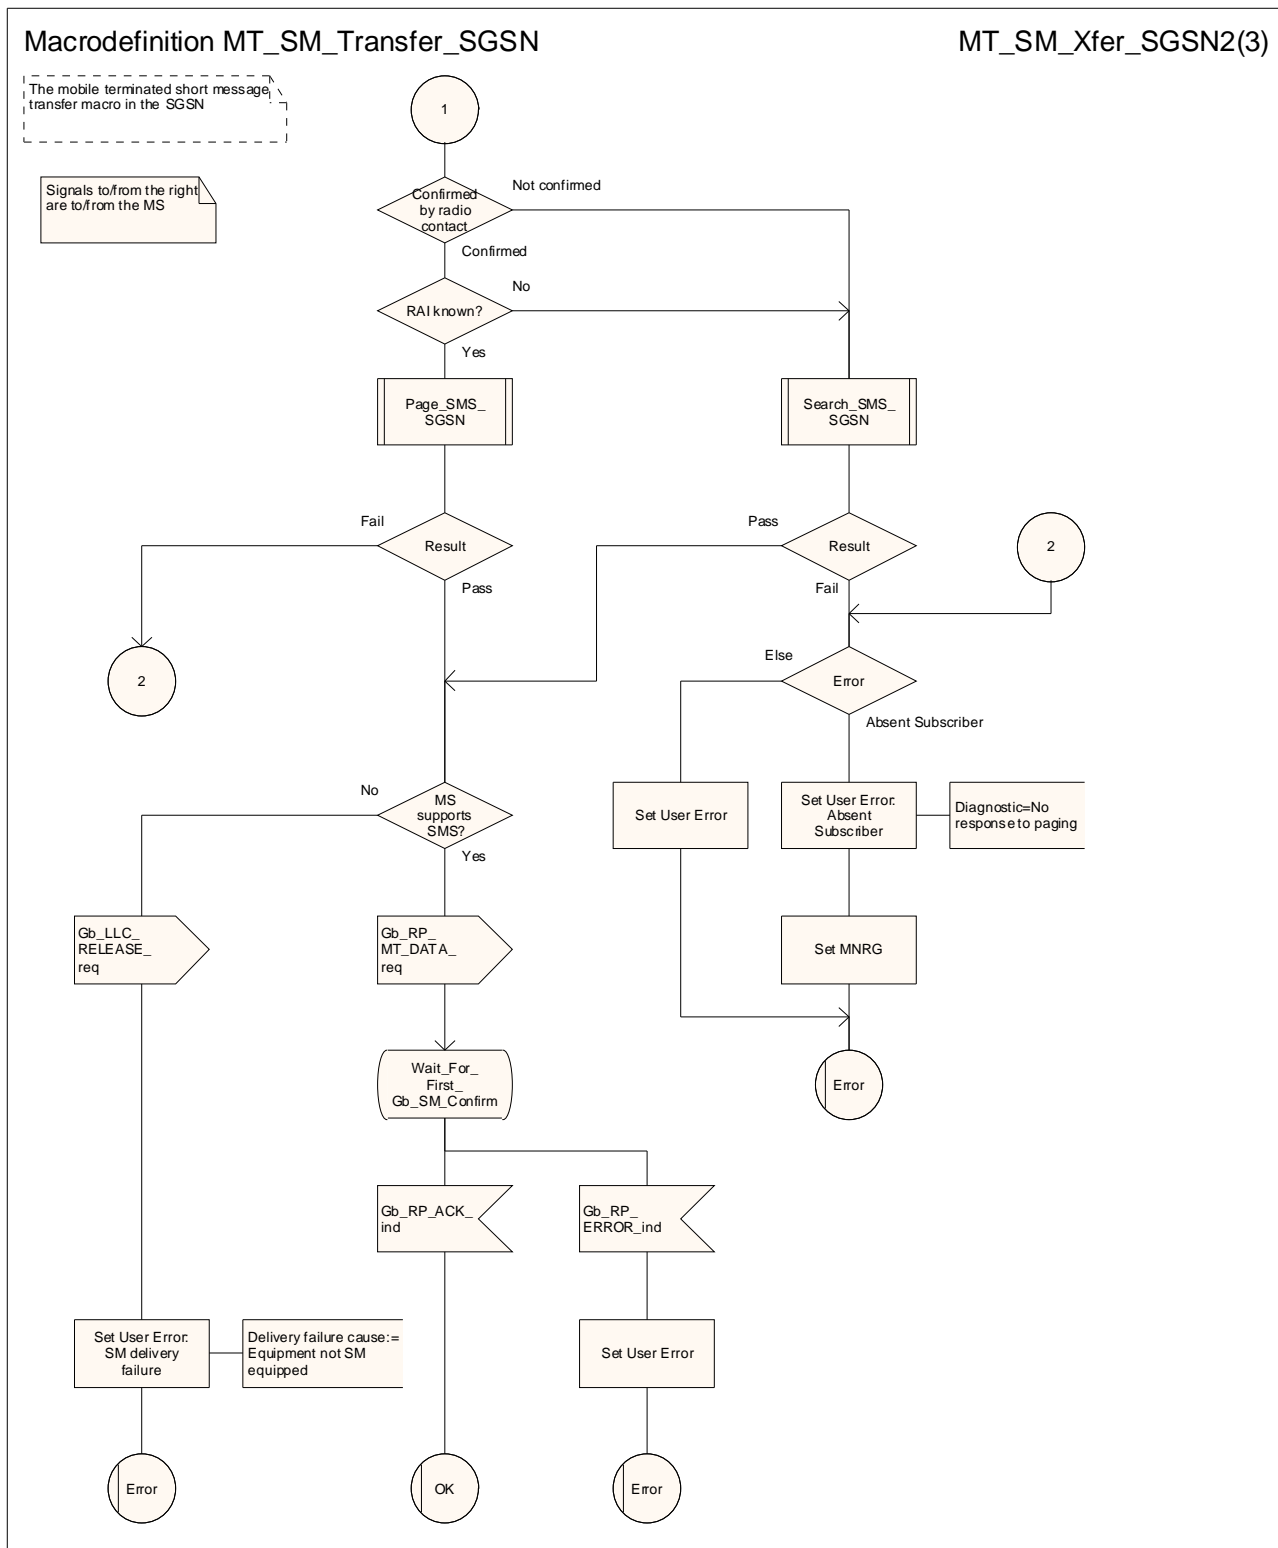 Macrodefinition MT_SM_Transfer_SGSN
MT_SM_Xfer_SGSN2(3)
The mobile terminated short message
transfer macro in the SGSN
1
Signals to/from the right
are to/from the MS
Confirmed
by radio
contact
Not confirmed
Confirmed
RAI known?
No
Yes
Page_SMS_
SGSN
Search_SMS_
SGSN
Fail
Result
Pass
Pass
Result
Fail
2
2
Else
Error
Absent Subscriber
No
MS
supports
SMS?
Yes
Set User Error
Set User Error:
Absent
Subscriber
Diagnostic=No
response to paging
Gb_LLC_
RELEASE_
req
Gb_RP_
MT_DATA_
req
Set MNRG
Wait_For_
First_
Gb_SM_Confirm
Error
Gb_RP_ACK_
ind
Gb_RP_
ERROR_ind
Set User Error:
SM delivery
failure
Delivery failure cause:=
Equipment not SM
equipped
Set User Error
Error
OK
Error